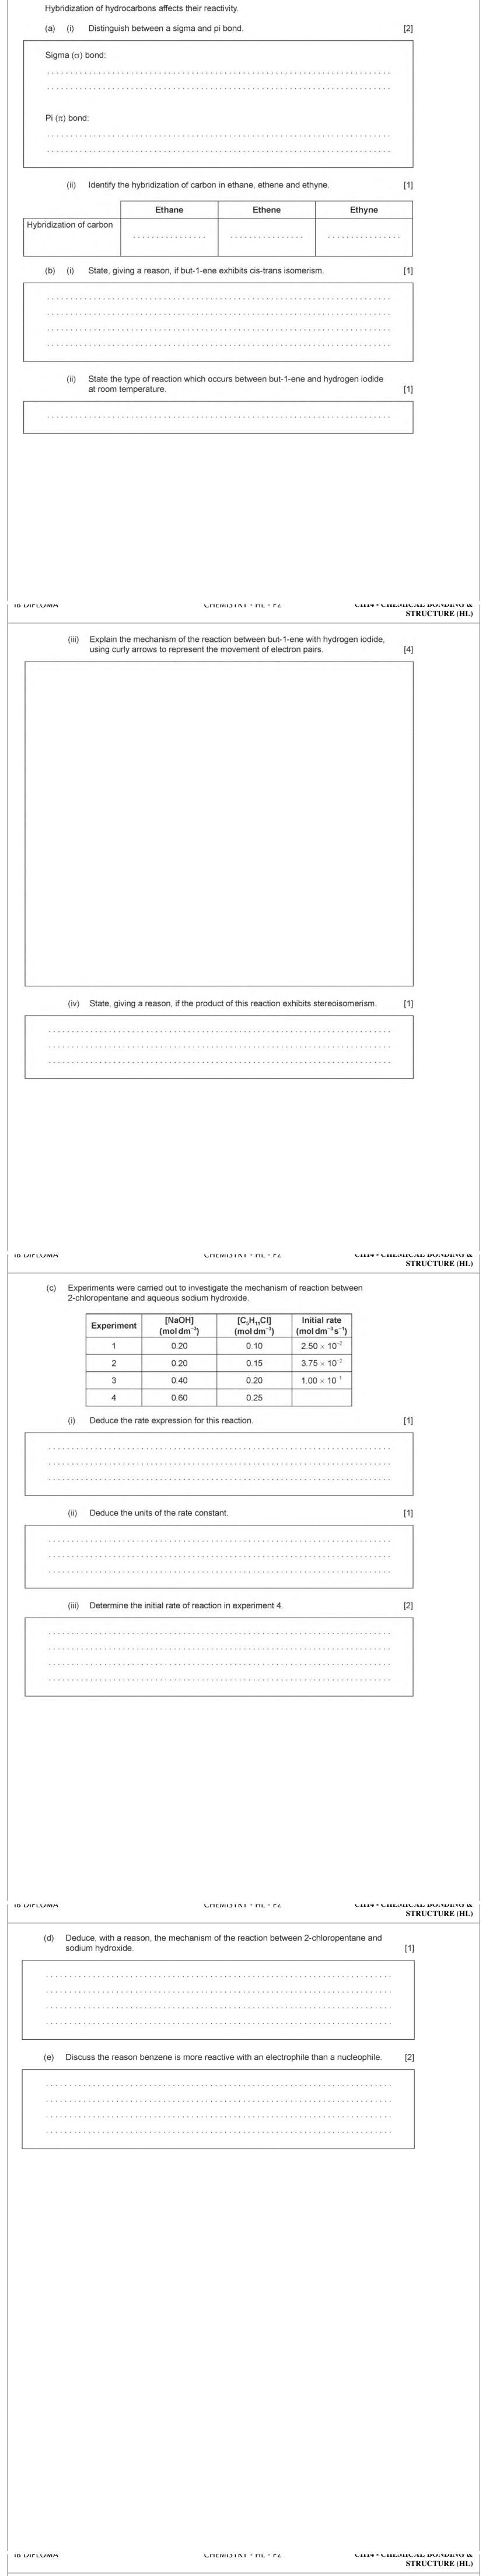 Hybridization of hydrocarbons affects their reactivity.
(a) (i) Distinguish between a sigma and pi bond. [2]
Sigma (σ) bond:
Pi (π) bond:
(ii) Identify the hybridization of carbon in ethane, ethene and ethyne. [1]
Ethane Ethene Ethyne
Hybridization of carbon
(b) (i) State, giving a reason, if but-1-ene exhibits cis-trans isomerism. [1]
(ii) State the type of reaction which occurs between but-1-ene and hydrogen iodide
at room temperature. [1]
IB DIPLOMA CHEMISTRY - HL - P2 CH14 - CHEMICAL BONDING &
STRUCTURE (HL)
(iii) Explain the mechanism of the reaction between but-1-ene with hydrogen iodide,
using curly arrows to represent the movement of electron pairs. [4]
(iv) State, giving a reason, if the product of this reaction exhibits stereoisomerism. [1]
IB DIPLOMA CHEMISTRY - HL - P2 CH14 - CHEMICAL BONDING &
STRUCTURE (HL)
(c) Experiments were carried out to investigate the mechanism of reaction between
2-chloropentane and aqueous sodium hydroxide.
Experiment [NaOH] (mol dm⁻³) [C₅H₁₁Cl] (mol dm⁻³) Initial rate (mol dm⁻³ s⁻¹)
1 0.20 0.10 2.50 × 10⁻²
2 0.20 0.15 3.75 × 10⁻²
3 0.40 0.20 1.00 × 10⁻¹
4 0.60 0.25
(i) Deduce the rate expression for this reaction. [1]
(ii) Deduce the units of the rate constant. [1]
(iii) Determine the initial rate of reaction in experiment 4. [2]
IB DIPLOMA CHEMISTRY - HL - P2 CH14 - CHEMICAL BONDING &
STRUCTURE (HL)
(d) Deduce, with a reason, the mechanism of the reaction between 2-chloropentane and
sodium hydroxide. [1]
(e) Discuss the reason benzene is more reactive with an electrophile than a nucleophile. [2]
IB DIPLOMA CHEMISTRY - HL - P2 CH14 - CHEMICAL BONDING &
STRUCTURE (HL)